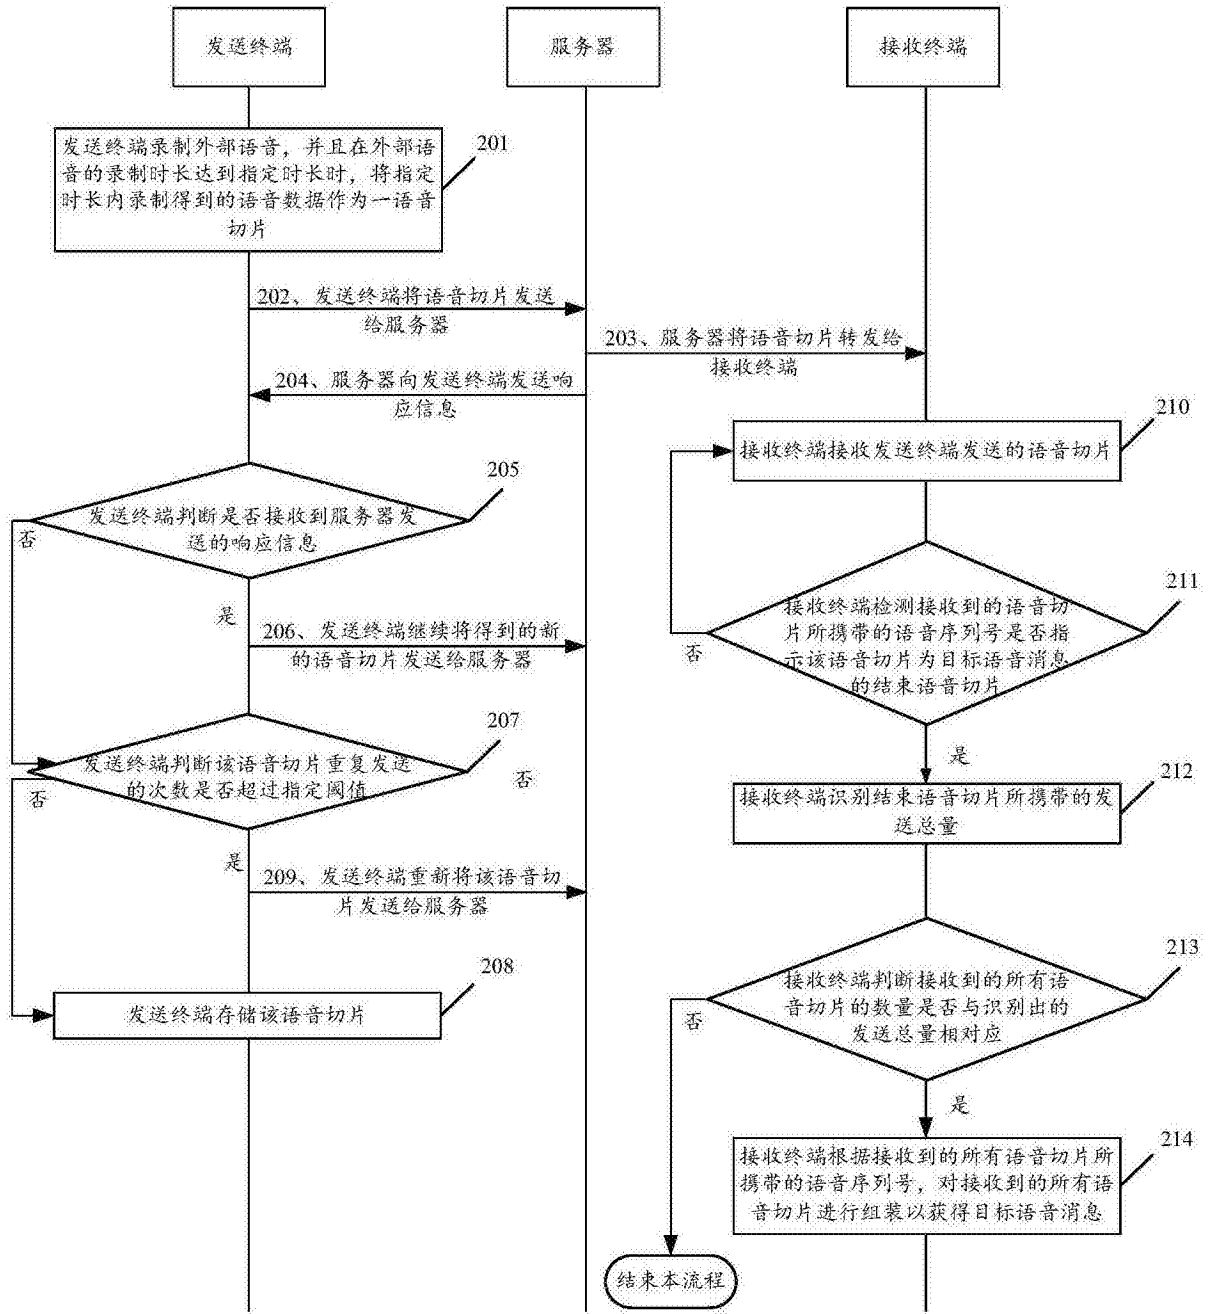 发送终端
服务器
接收终端
发送终端录制外部语音，并且在外部语
音的录制时长达到指定时长时，将指定
时长内录制得到的语音数据作为一语音
切片
201
202、发送终端将语音切片发送
给服务器
203、服务器将语音切片转发给
接收终端
204、服务器向发送终端发送响
应信息
210
接收终端接收发送终端发送的语音切片
205
发送终端判断是否接收到服务器发
送的响应信息
否
是
206、发送终端继续将得到的新
的语音切片发送给服务器
211
接收终端检测接收到的语音切
片所携带的语音序列号是否指
示该语音切片为目标语音消息
的结束语音切片
否
是
207
发送终端判断该语音切片重复发送
的次数是否超过指定阈值
否
否
是
212
接收终端识别结束语音切片所携带的发
送总量
209、发送终端重新将该语音切
片发送给服务器
208
发送终端存储该语音切片
213
接收终端判断接收到的所有语
音切片的数量是否与识别出的
发送总量相对应
否
是
214
接收终端根据接收到的所有语音切片所
携带的语音序列号，对接收到的所有语
音切片进行组装以获得目标语音消息
结束本流程